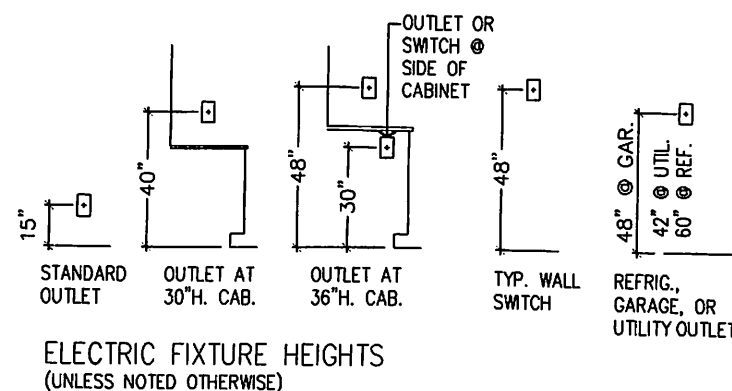 OUTLET OR
SWITCH @
SIDE OF
CABINET
15"
40"
48"
30"
48"
48" @ GAR.
42" @ UTIL.
60" @ REF.
STANDARD
OUTLET
OUTLET AT
30"H. CAB.
OUTLET AT
36"H. CAB.
TYP. WALL
SWITCH
REFRIG.,
GARAGE, OR
UTILITY OUTLET
ELECTRIC FIXTURE HEIGHTS
(UNLESS NOTED OTHERWISE)